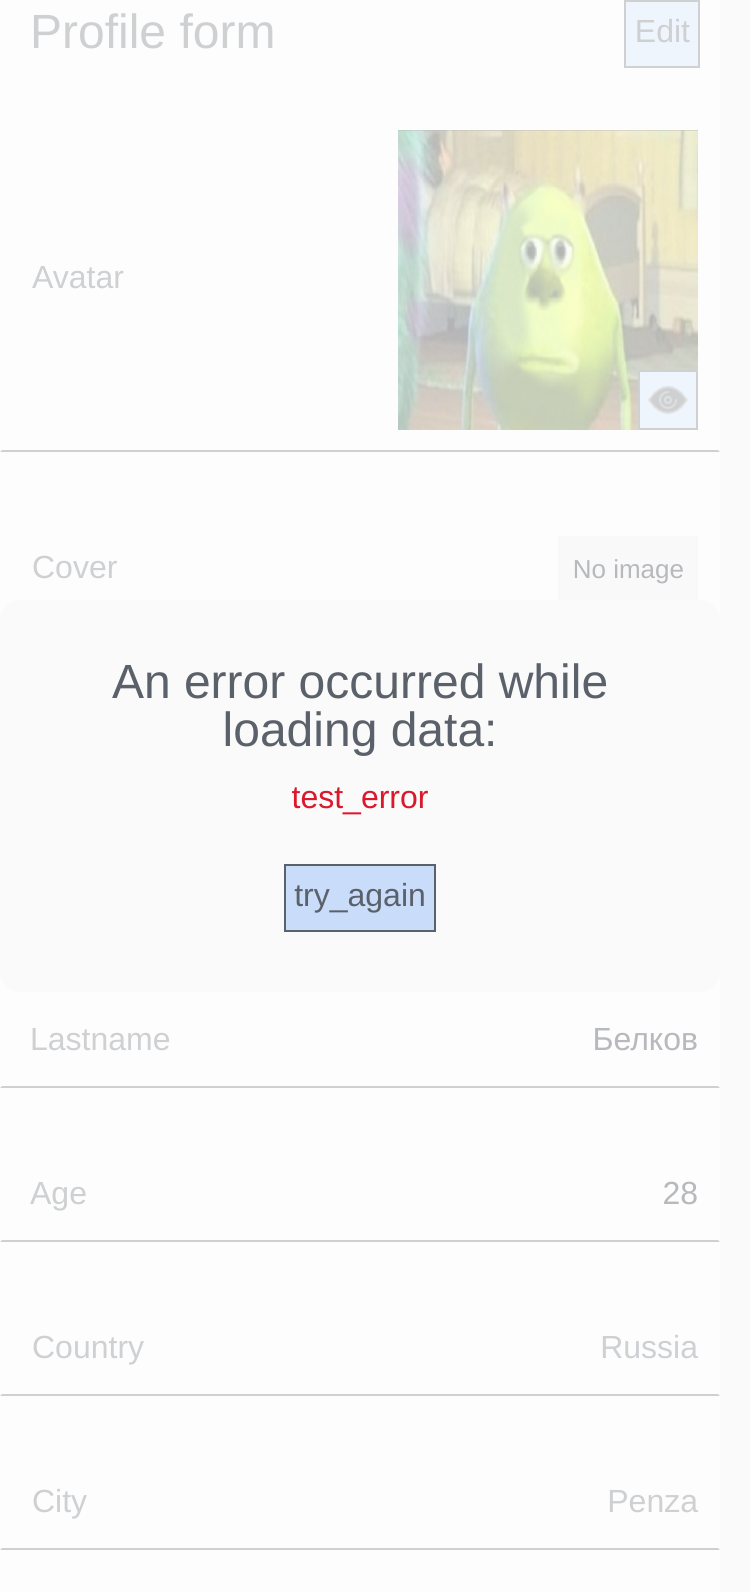 Profile form
Edit
Avatar
Cover
No image
An error occurred while
loading data:
test_error
try_again
Lastname
Белков
Age
28
Country
Russia
City
Penza